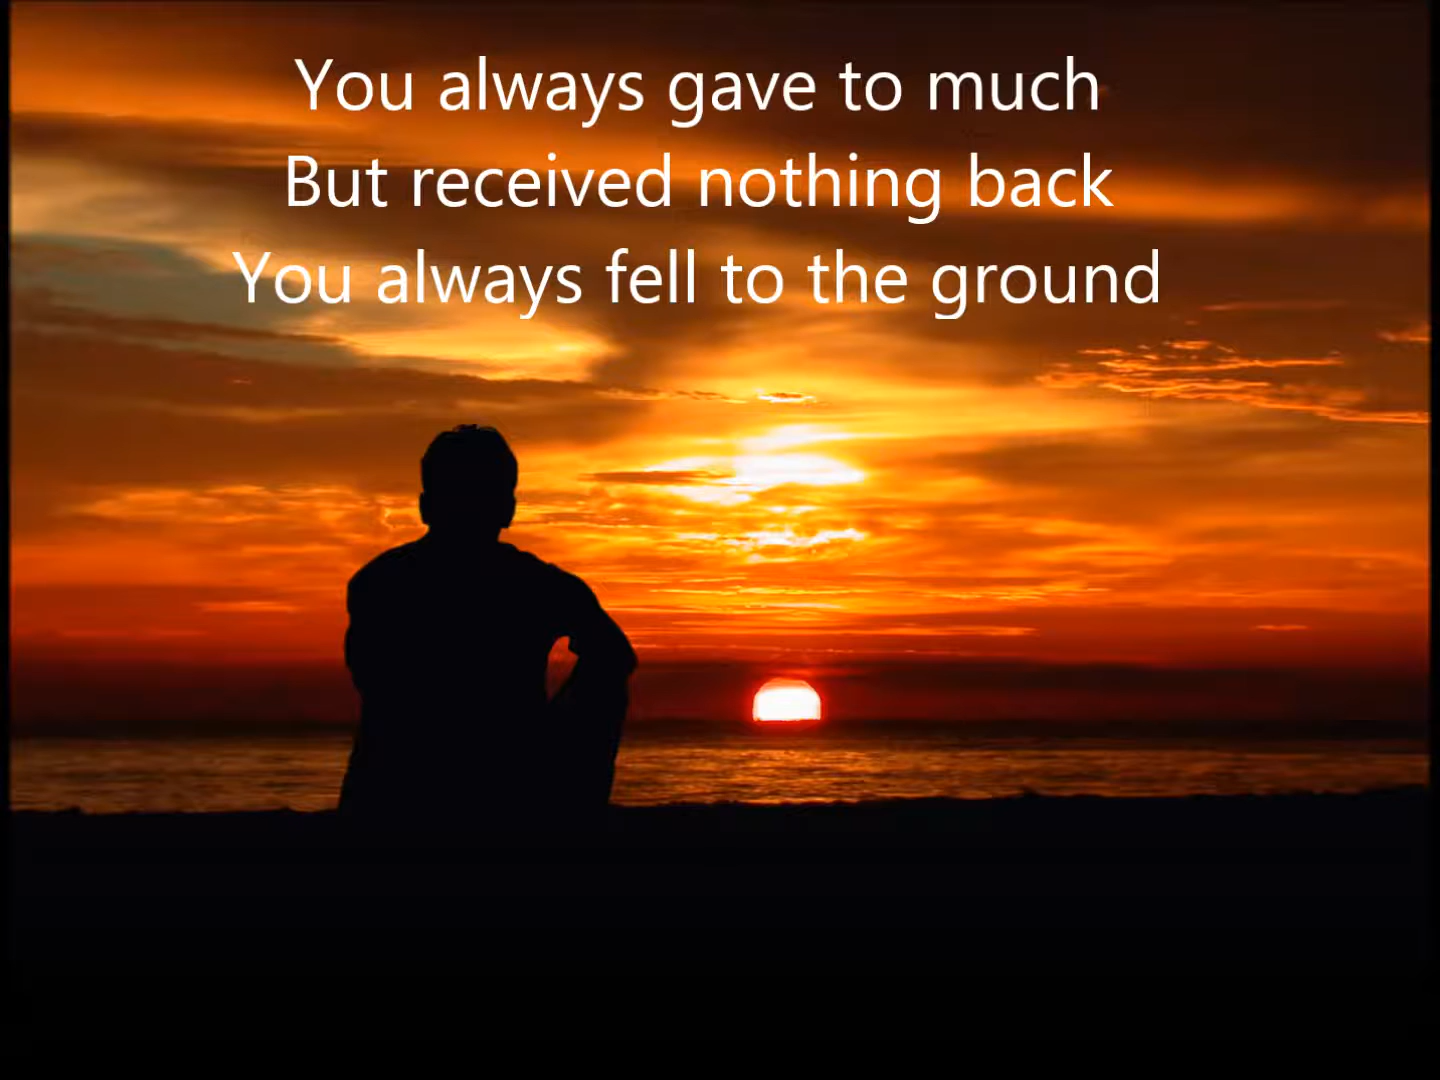 You always gave to much
But received nothing back
You always fell to the ground